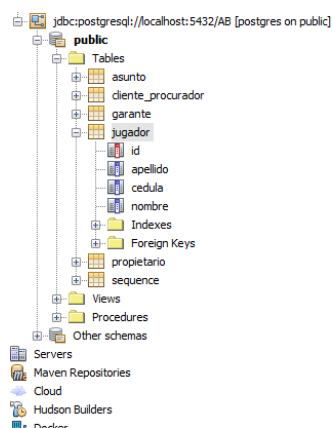 jdbc:postgresql://localhost:5432/AB [postgres on public]
public
Tables
asunto
cliente_procurador
garante
jugador
id
apellido
cedula
nombre
Indexes
Foreign Keys
propietario
sequence
Views
Procedures
Other schemas
Servers
Maven Repositories
Cloud
Hudson Builders
Docker